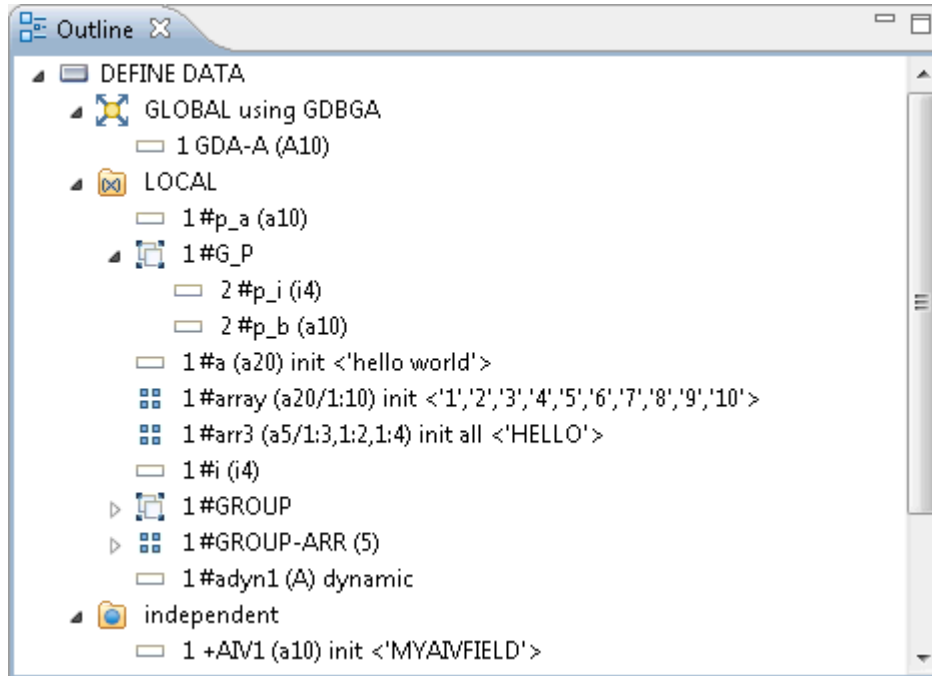 Outline
DEFINE DATA
GLOBAL using GDBGA
1 GDA-A (A10)
LOCAL
1 #p_a (a10)
1 #G_P
2 #p_i (i4)
2 #p_b (a10)
1 #a (a20) init <'hello world'>
1 #array (a20/1:10) init <'1','2','3','4','5','6','7','8','9','10'>
1 #arr3 (a5/1:3,1:2,1:4) init all <'HELLO'>
1 #i (i4)
1 #GROUP
1 #GROUP-ARR (5)
1 #adyn1 (A) dynamic
independent
1 +AIV1 (a10) init <'MYAIVFIELD'>